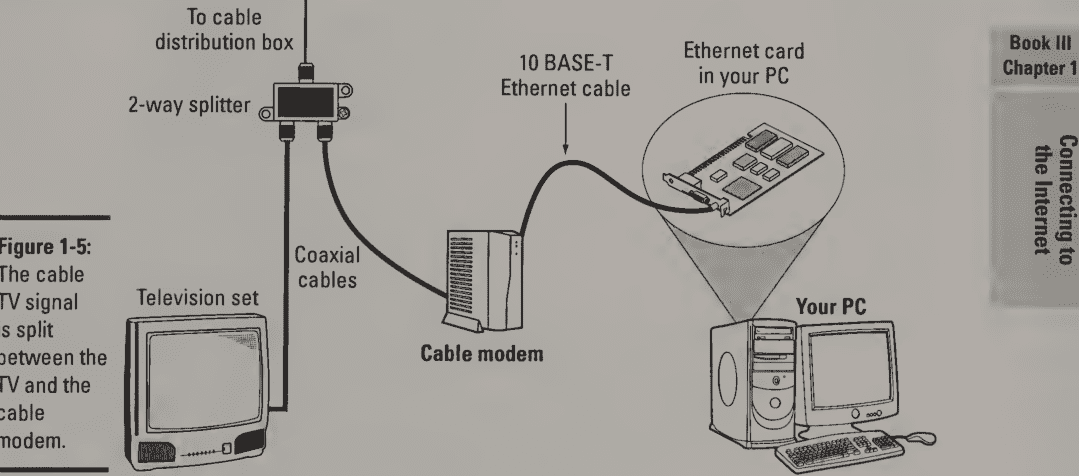 To cable
distribution box
2-way splitter
10 BASE-T
Ethernet cable
Ethernet card
in your PC
Book III
Chapter 1
Connecting to
the Internet
Coaxial
cables
Figure 1-5:
The cable
TV signal
is split
between the
TV and the
cable
modem.
Television set
Cable modem
Your PC